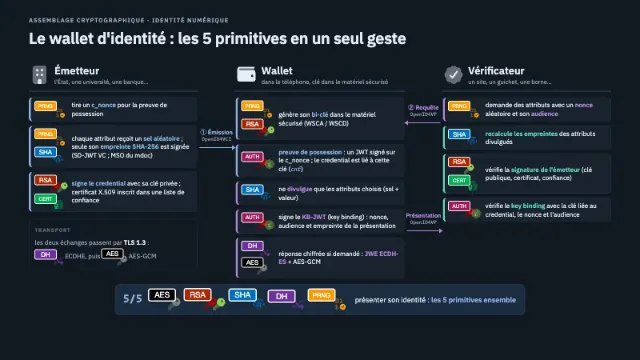 ASSEMBLAGE CRYPTOGRAPHIQUE · IDENTITÉ NUMÉRIQUE
Le wallet d'identité : les 5 primitives en un seul geste
Émetteur
l'État, une université, une banque…
PRNG
tire un c_nonce pour la preuve de
possession
PRNG
SHA
chaque attribut reçoit un sel aléatoire ;
seule son empreinte SHA-256 est signée
(SD-JWT VC ; MSO du mdoc)
RSA
CERT
signe le credential avec sa clé privée ;
certificat X.509 inscrit dans une liste de
confiance
TRANSPORT
les deux échanges passent par TLS 1.3 :
DH
ECDHE, puis
AES
AES-GCM
① Émission
OpenID4VCI
Wallet
dans le téléphone, clé dans le matériel sécurisé
PRNG
RSA
génère son bi-clé dans le matériel
sécurisé (WSCA / WSCD)
AUTH
preuve de possession : un JWT signé sur
le c_nonce ; le credential est lié à cette
clé (cnf)
SHA
ne divulgue que les attributs choisis (sel +
valeur)
AUTH
signe le KB-JWT (key binding) : nonce,
audience et empreinte de la présentation
DH
AES
réponse chiffrée si demandé : JWE ECDH-
ES + AES-GCM
② Requête
OpenID4VP
Présentation
OpenID4VP
Vérificateur
un site, un guichet, une borne…
PRNG
demande des attributs avec un nonce
aléatoire et son audience
SHA
recalcule les empreintes des attributs
divulgués
RSA
CERT
vérifie la signature de l'émetteur (clé
publique, certificat, confiance)
AUTH
vérifie le key binding avec la clé liée au
credential, le nonce et l'audience
5/5
AES
RSA
SHA
DH
PRNG
présenter son identité : les 5 primitives ensemble